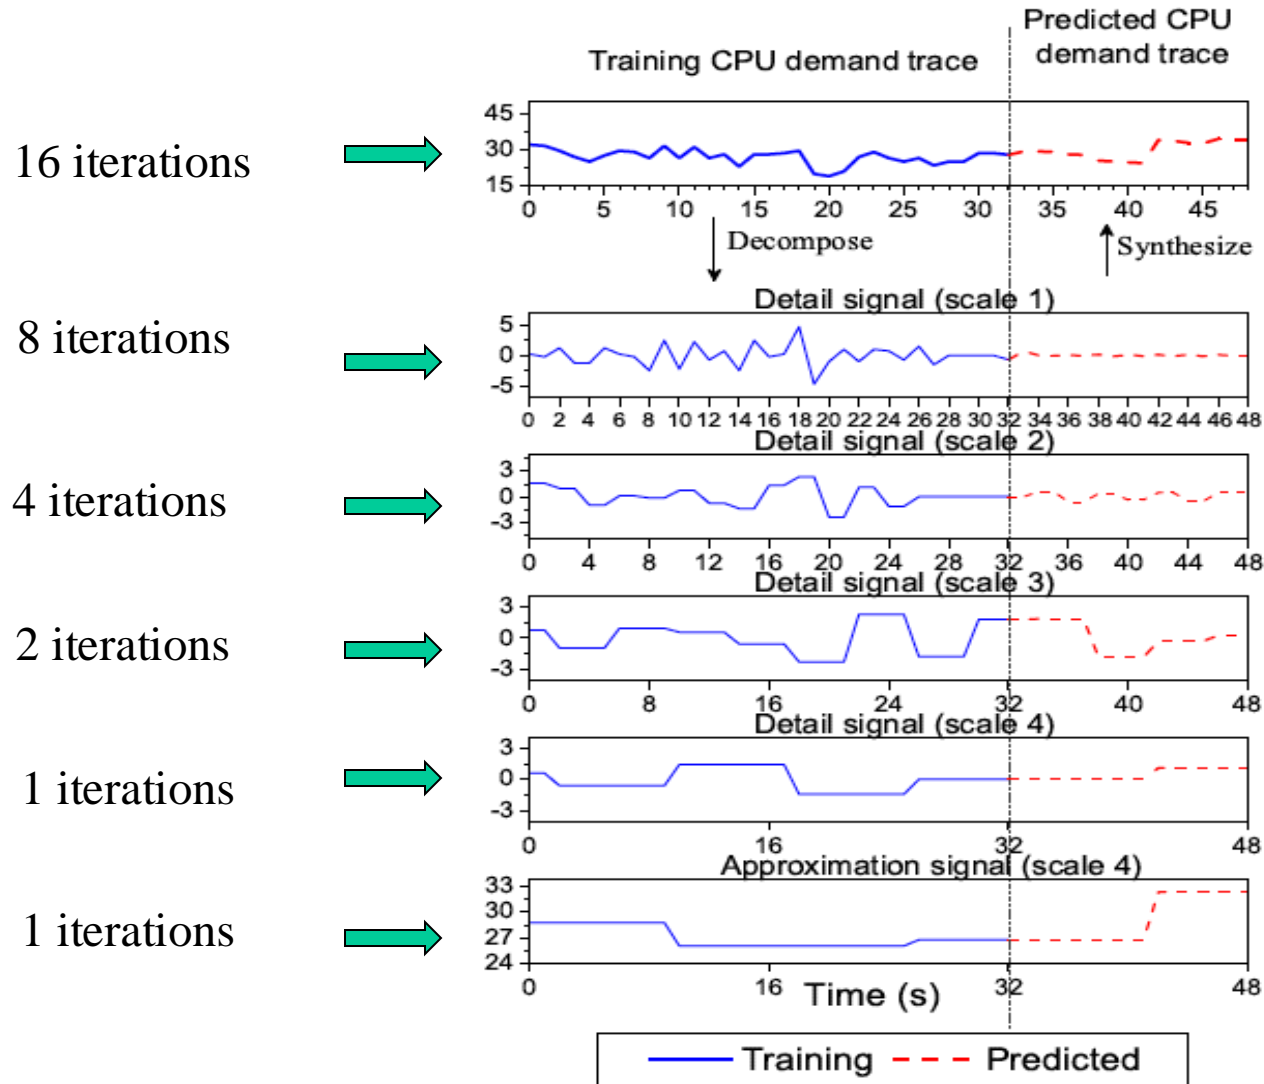 Predicted CPU
demand trace
Training CPU demand trace
16 iterations
45
30
15
0 5 10 15 20 25 30 35 40 45
Decompose
Synthesize
Detail signal (scale 1)
8 iterations
5
0
-5
0 2 4 6 8 10 12 14 16 18 20 22 24 26 28 30 32 34 36 38 40 42 44 46 48
Detail signal (scale 2)
4 iterations
3
0
-3
0 4 8 12 16 20 24 28 32 36 40 44 48
Detail signal (scale 3)
2 iterations
3
0
-3
0 8 16 24 32 40 48
Detail signal (scale 4)
1 iterations
3
0
-3
0 16 32 48
Approximation signal (scale 4)
1 iterations
33
30
27
24
0 16 32 48
Time (s)
Training
Predicted